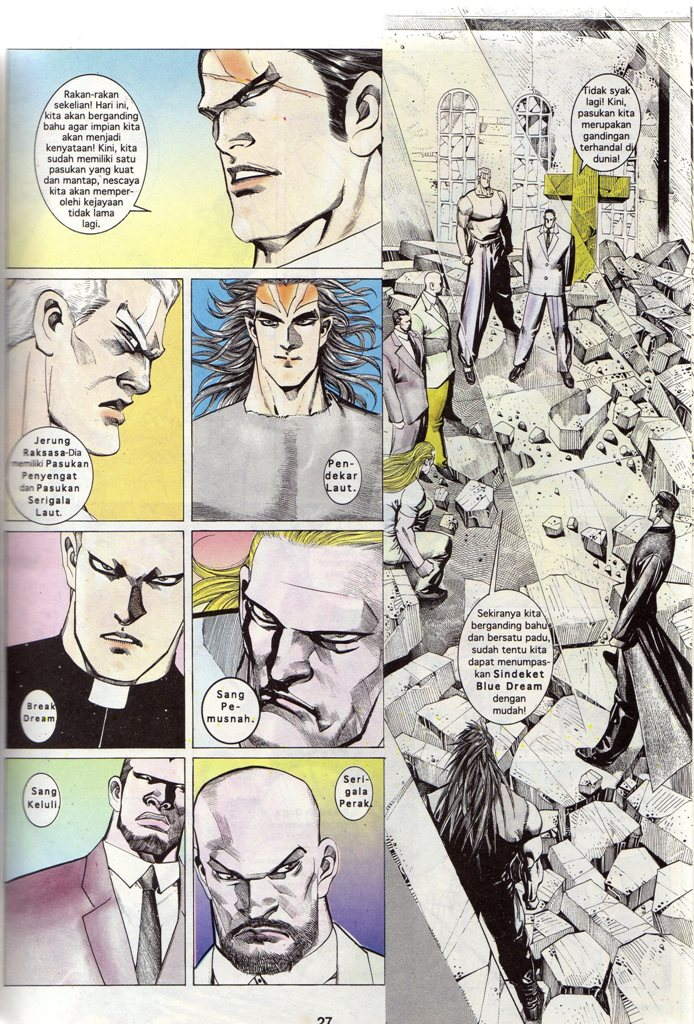 Rakan-rakan
sekelian! Hari ini,
kita akan berganding
bahu agar impian kita
akan menjadi
kenyataan! Kini, kita
sudah memiliki satu
pasukan yang kuat
dan mantap, nescaya
kita akan memper-
olehi kejayaan
tidak lama
lagi.
Tidak syak
lagi! Kini,
pasukan kita
merupakan
gandingan
terhandal di
dunia!
Jerung
Raksasa-Dia
memiliki Pasukan
Penyengat
dan Pasukan
Serigala
Laut.
Pen-
dekar
Laut.
Break
Dream
Sang
Pe-
musnah.
Sekiranya kita
berganding bahu
dan bersatu padu,
sudah tentu kita
dapat menumpas-
kan Sindeket
Blue Dream
dengan
mudah!
Sang
Keluli.
Seri-
gala
Perak.
27